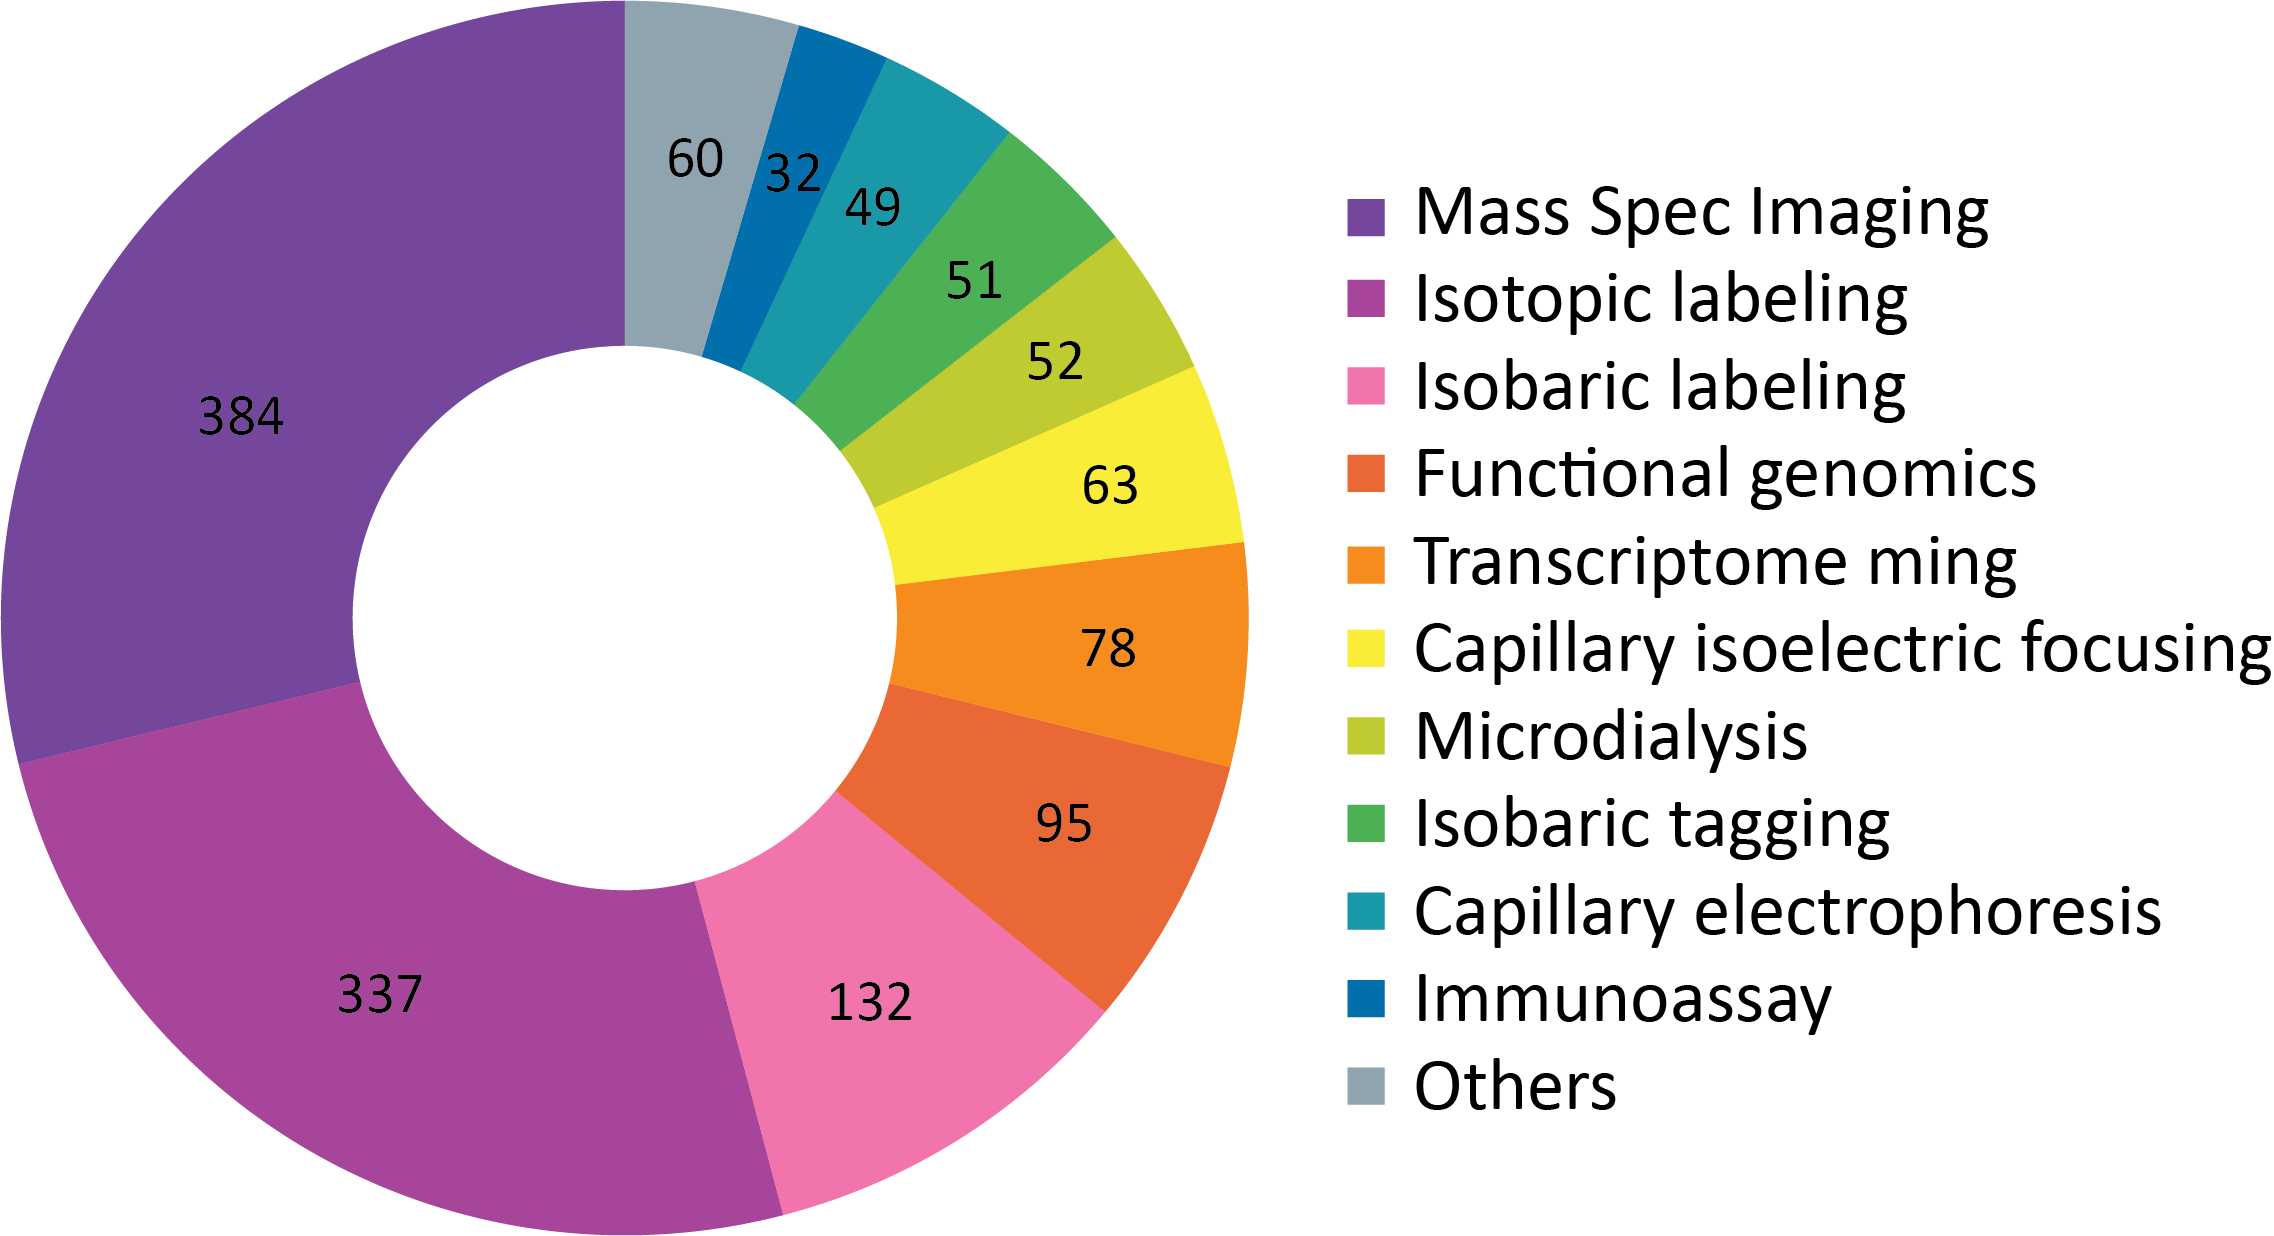 60
32
49
51
52
63
78
95
132
337
384
Mass Spec Imaging
Isotopic labeling
Isobaric labeling
Functional genomics
Transcriptome ming
Capillary isoelectric focusing
Microdialysis
Isobaric tagging
Capillary electrophoresis
Immunoassay
Others